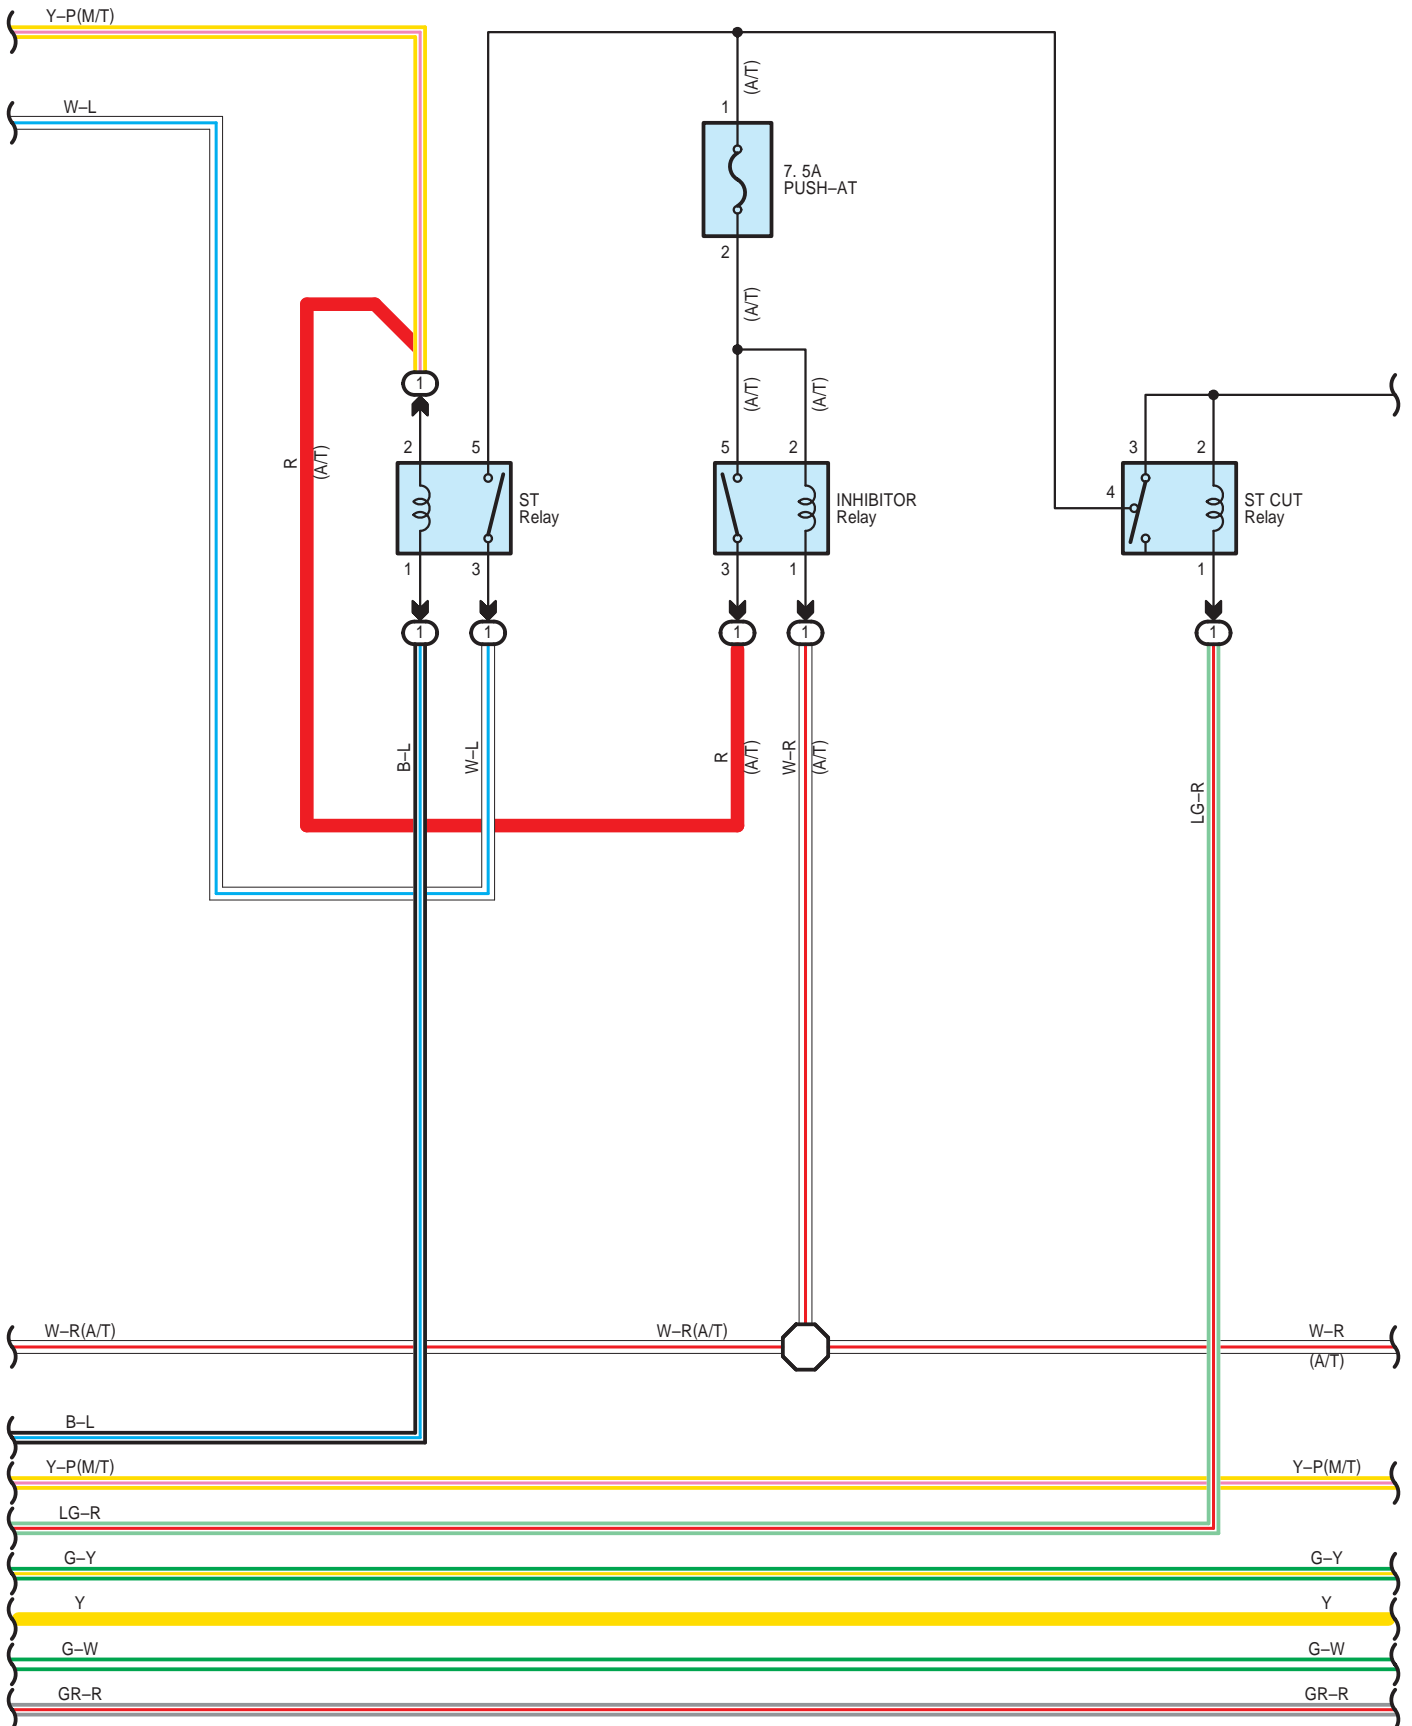 Y–P(M/T)
(A/T)
W–L
1
7. 5A
PUSH–AT
2
(A/T)
1
(A/T)
(A/T)
R
(A/T)
2
5
5
2
3
2
4
ST
Relay
INHIBITOR
Relay
ST CUT
Relay
1
3
3
1
1
1
1
1
1
1
B–L
W–L
R
(A/T)
W–R
(A/T)
LG–R
W–R(A/T)
W–R(A/T)
W–R
(A/T)
B–L
Y–P(M/T)
Y–P(M/T)
LG–R
G–Y
G–Y
Y
Y
G–W
G–W
GR–R
GR–R